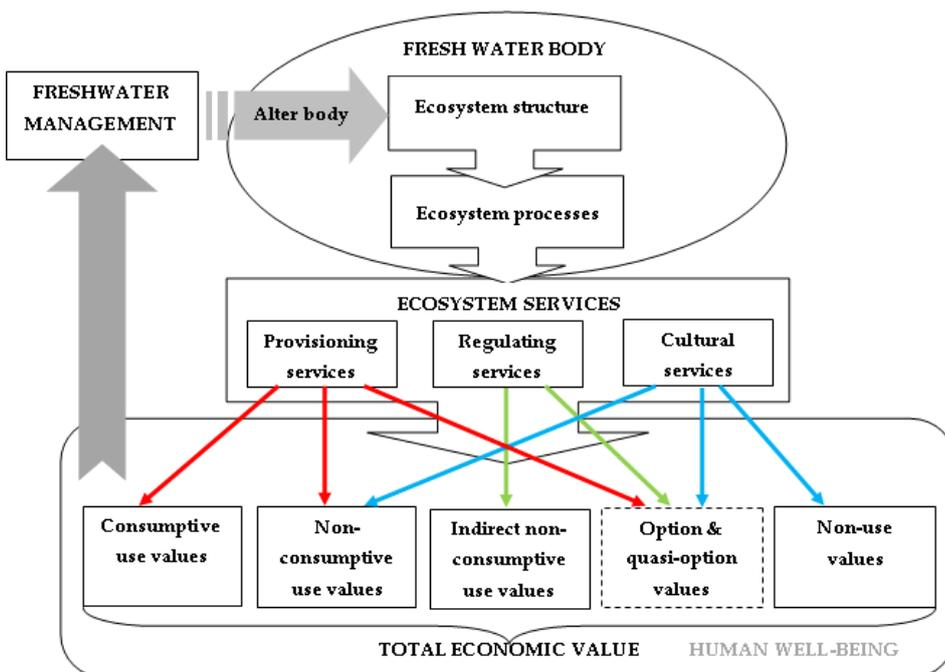 FRESH WATER BODY
FRESHWATER
MANAGEMENT
Alter body
Ecosystem structure
Ecosystem processes
ECOSYSTEM SERVICES
Provisioning
services
Regulating
services
Cultural
services
Consumptive
use values
Non-
consumptive
use values
Indirect non-
consumptive
use values
Option &
quasi-option
values
Non-use
values
TOTAL ECONOMIC VALUE
HUMAN WELL-BEING